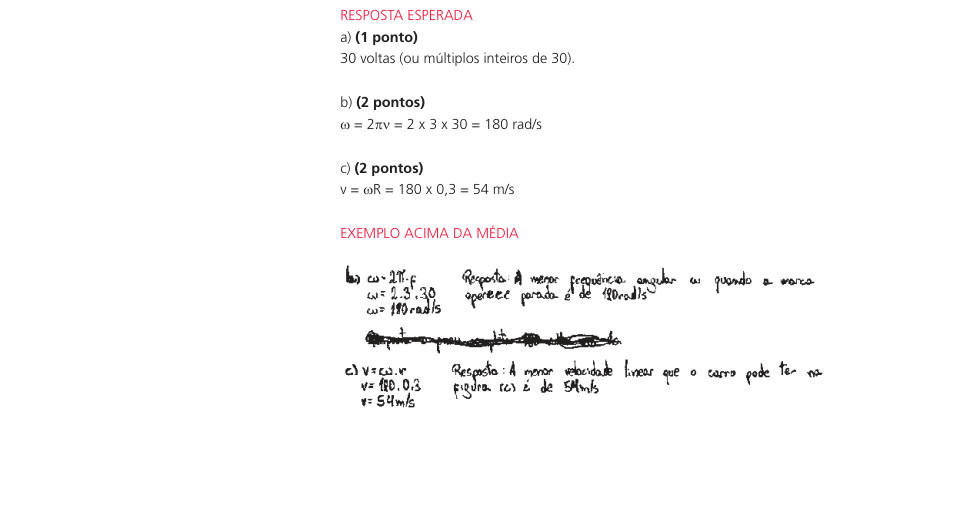 RESPOSTA ESPERADA
a) (1 ponto)
30 voltas (ou múltiplos inteiros de 30).
b) (2 pontos)
ω = 2πν = 2 x 3 x 30 = 180 rad/s
c) (2 pontos)
v = ωR = 180 x 0,3 = 54 m/s
EXEMPLO ACIMA DA MÉDIA
b) ω = 2π.f Resposta: A menor frequência angular ω quando a marca
ω = 2.3.30 aparece parada é de 180rad/s
ω = 180rad/s
c) v = ω.r Resposta: A menor velocidade linear que o carro pode ter na
v = 180.0,3 figura (c) é de 54m/s
v = 54m/s